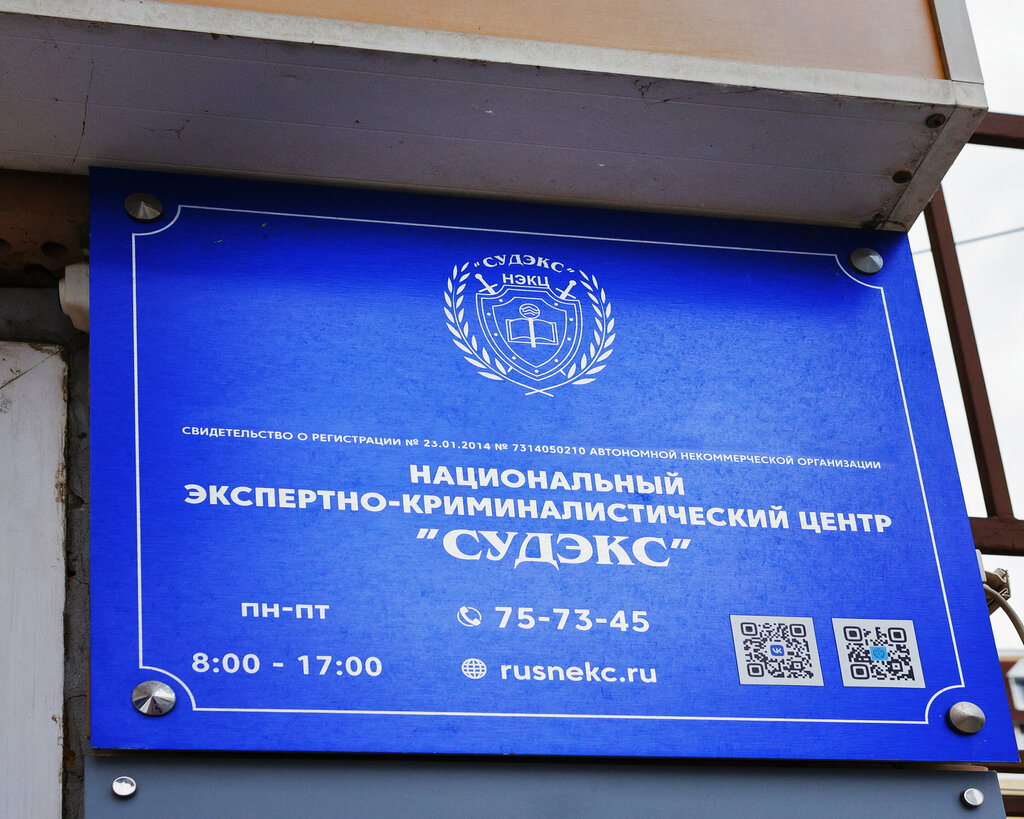 "СУДЭКС"
НЭКЦ
СВИДЕТЕЛЬСТВО О РЕГИСТРАЦИИ № 23.01.2014 № 7314050210 АВТОНОМНОЙ НЕКОММЕРЧЕСКОЙ ОРГАНИЗАЦИИ
НАЦИОНАЛЬНЫЙ
ЭКСПЕРТНО-КРИМИНАЛИСТИЧЕСКИЙ ЦЕНТР
"СУДЭКС"
ПН-ПТ
75-73-45
8:00 - 17:00
rusnekc.ru